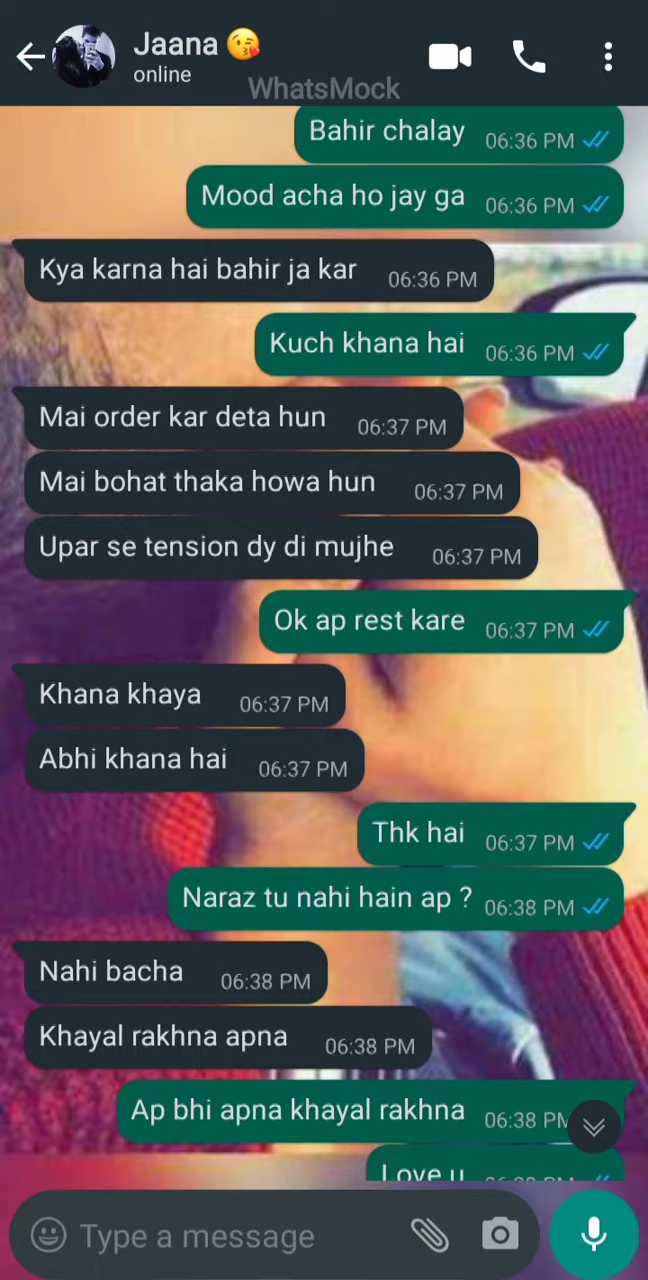 Jaana 😘
online
WhatsMock
Bahir chalay 06:36 PM
Mood acha ho jay ga 06:36 PM
Kya karna hai bahir ja kar 06:36 PM
Kuch khana hai 06:36 PM
Mai order kar deta hun 06:37 PM
Mai bohat thaka howa hun 06:37 PM
Upar se tension dy di mujhe 06:37 PM
Ok ap rest kare 06:37 PM
Khana khaya 06:37 PM
Abhi khana hai 06:37 PM
Thk hai 06:37 PM
Naraz tu nahi hain ap ? 06:38 PM
Nahi bacha 06:38 PM
Khayal rakhna apna 06:38 PM
Ap bhi apna khayal rakhna 06:38 PM
Love u
Type a message